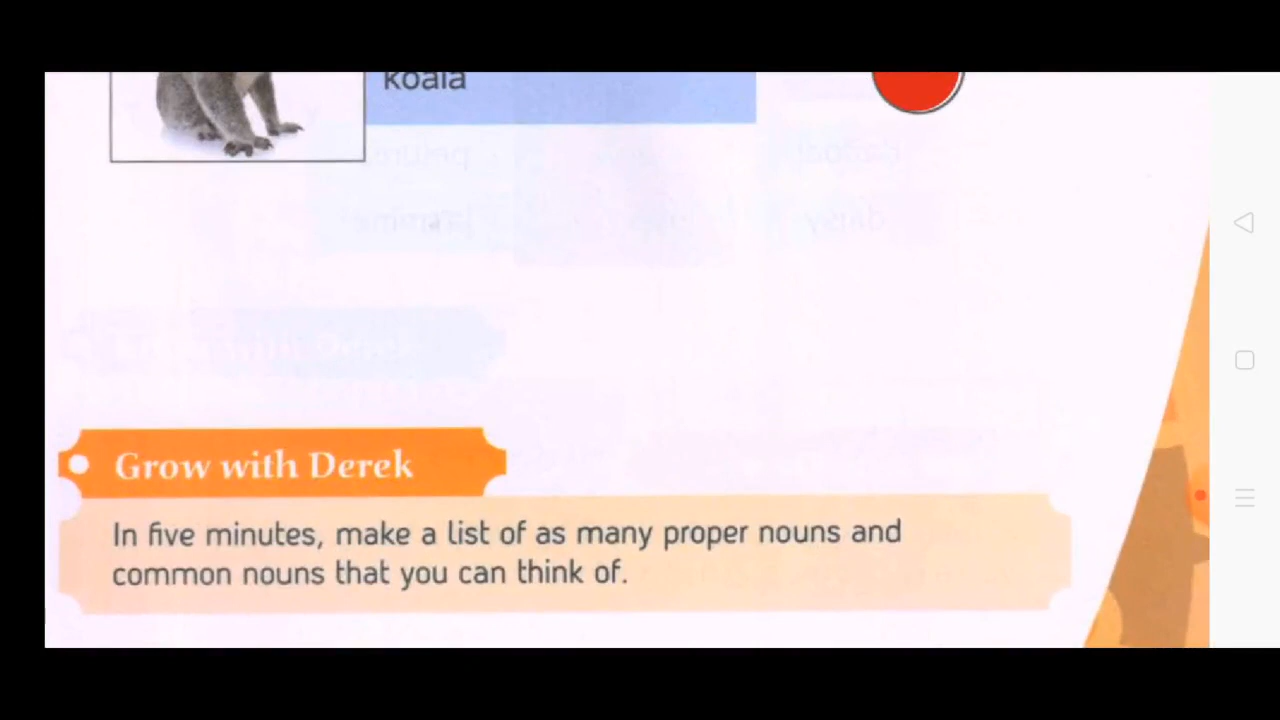 koala
Grow with Derek
In five minutes, make a list of as many proper nouns and
common nouns that you can think of.